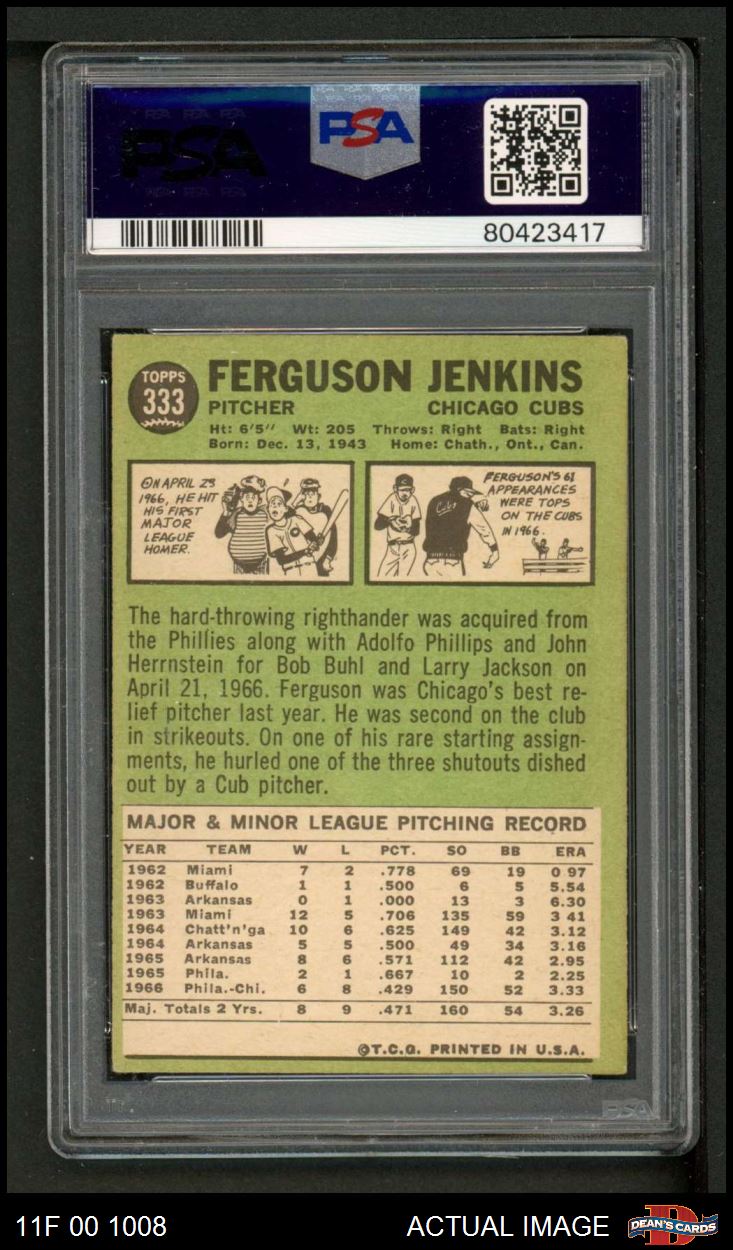 PSA
PSA
80423417
TOPPS
333
FERGUSON JENKINS
PITCHER CHICAGO CUBS
Ht: 6'5" Wt: 205 Throws: Right Bats: Right
Born: Dec. 13, 1943 Home: Chath., Ont., Can.
ON APRIL 23
1966, HE HIT
HIS FIRST
MAJOR
LEAGUE
HOMER.
FERGUSON'S 61
APPEARANCES
WERE TOPS
ON THE CUBS
IN 1966.
Cubs
The hard-throwing righthander was acquired from
the Phillies along with Adolfo Phillips and John
Herrnstein for Bob Buhl and Larry Jackson on
April 21, 1966. Ferguson was Chicago's best re-
lief pitcher last year. He was second on the club
in strikeouts. On one of his rare starting assign-
ments, he hurled one of the three shutouts dished
out by a Cub pitcher.
MAJOR & MINOR LEAGUE PITCHING RECORD
YEAR TEAM W L PCT. SO BB ERA
1962 Miami 7 2 .778 69 19 0 97
1962 Buffalo 1 1 .500 6 5 5.54
1963 Arkansas 0 1 .000 13 3 6.30
1963 Miami 12 5 .706 135 59 3 41
1964 Chatt'n'ga 10 6 .625 149 42 3.12
1964 Arkansas 5 5 .500 49 34 3.16
1965 Arkansas 8 6 .571 112 42 2.95
1965 Phila. 2 1 .667 10 2 2.25
1966 Phila.-Chi. 6 8 .429 150 52 3.33
Maj. Totals 2 Yrs. 8 9 .471 160 54 3.26
©T.C.G. PRINTED IN U.S.A.
PSA
11F 00 1008 ACTUAL IMAGE
DEAN'S CARDS